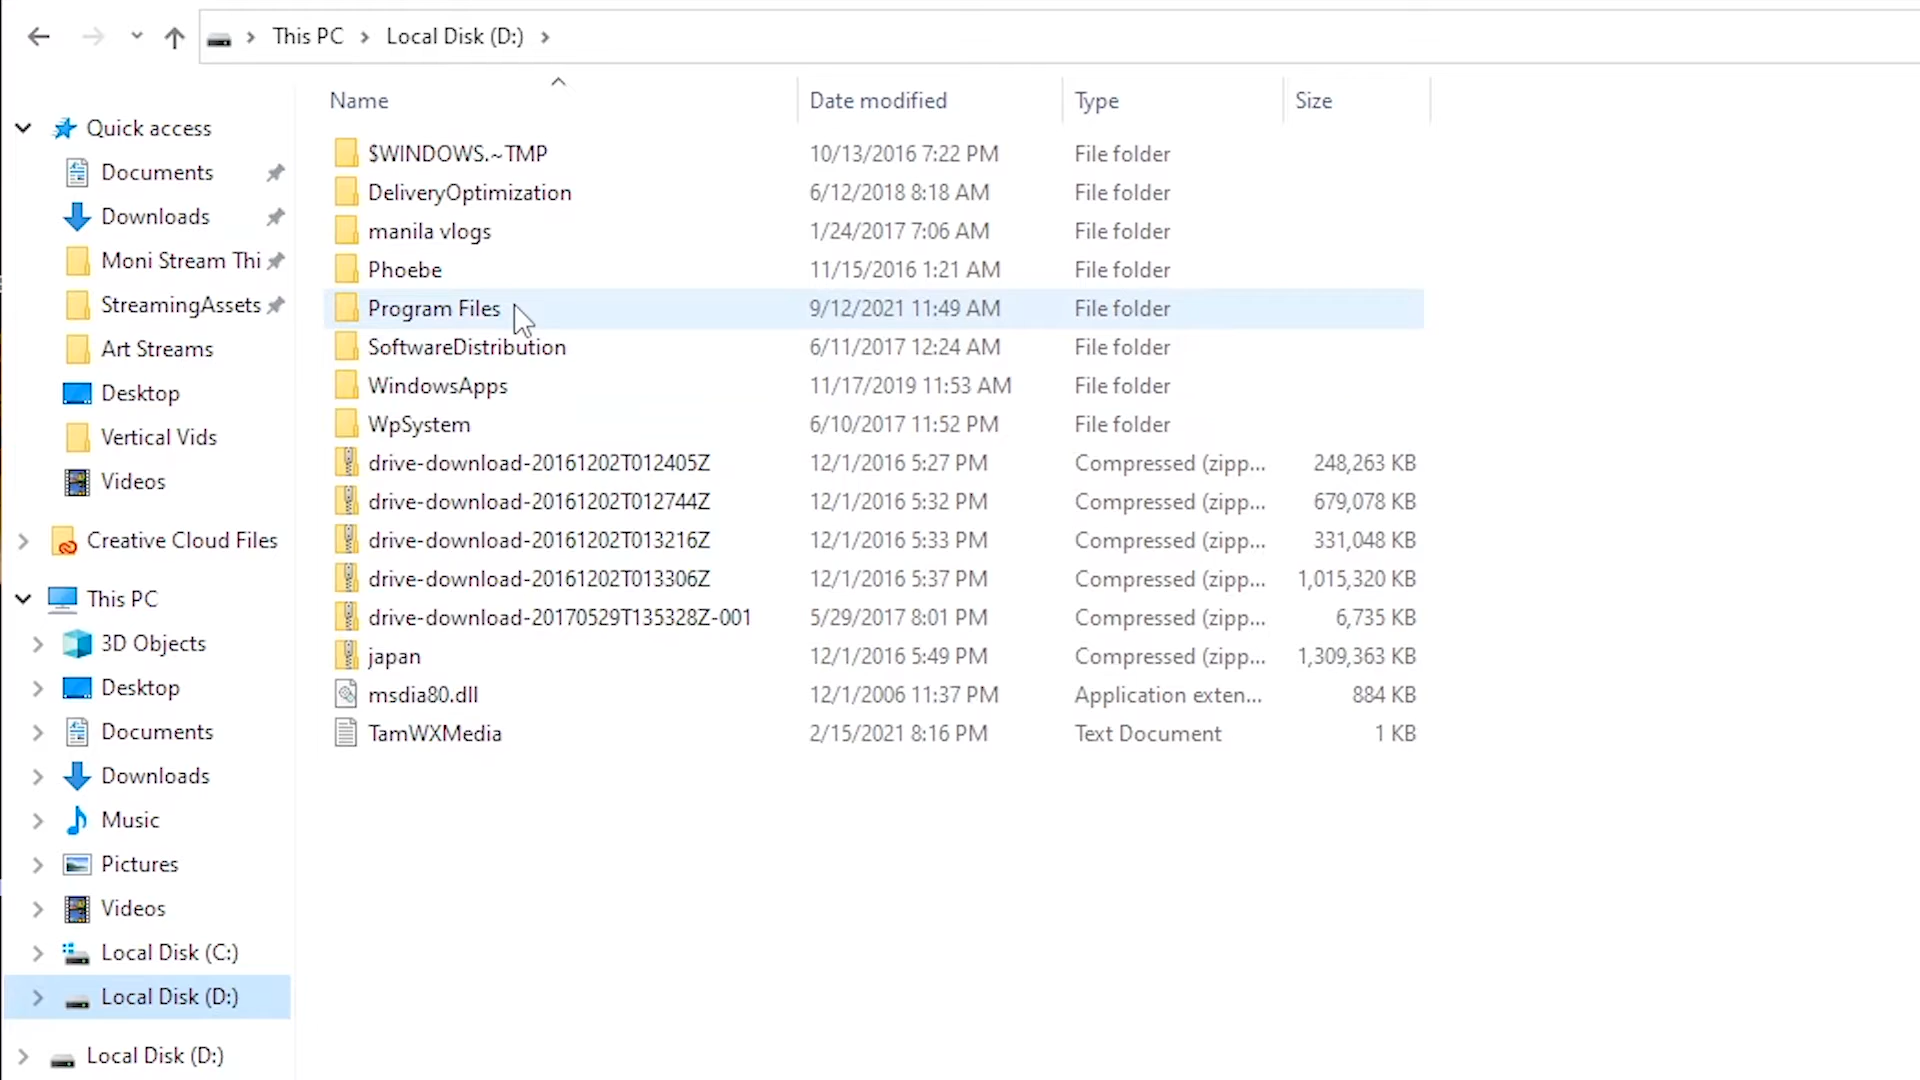 This PC
Local Disk (D:)
Name
Date modified
Type
Size
Quick access
Documents
Downloads
Moni Stream Thi
StreamingAssets
Art Streams
Desktop
Vertical Vids
Videos
Creative Cloud Files
This PC
3D Objects
Desktop
Documents
Downloads
Music
Pictures
Videos
Local Disk (C:)
Local Disk (D:)
Local Disk (D:)
$WINDOWS.~TMP 10/13/2016 7:22 PM File folder
DeliveryOptimization 6/12/2018 8:18 AM File folder
manila vlogs 1/24/2017 7:06 AM File folder
Phoebe 11/15/2016 1:21 AM File folder
Program Files 9/12/2021 11:49 AM File folder
SoftwareDistribution 6/11/2017 12:24 AM File folder
WindowsApps 11/17/2019 11:53 AM File folder
WpSystem 6/10/2017 11:52 PM File folder
drive-download-20161202T012405Z 12/1/2016 5:27 PM Compressed (zipp... 248,263 KB
drive-download-20161202T012744Z 12/1/2016 5:32 PM Compressed (zipp... 679,078 KB
drive-download-20161202T013216Z 12/1/2016 5:33 PM Compressed (zipp... 331,048 KB
drive-download-20161202T013306Z 12/1/2016 5:37 PM Compressed (zipp... 1,015,320 KB
drive-download-20170529T135328Z-001 5/29/2017 8:01 PM Compressed (zipp... 6,735 KB
japan 12/1/2016 5:49 PM Compressed (zipp... 1,309,363 KB
msdia80.dll 12/1/2006 11:37 PM Application exten... 884 KB
TamWXMedia 2/15/2021 8:16 PM Text Document 1 KB